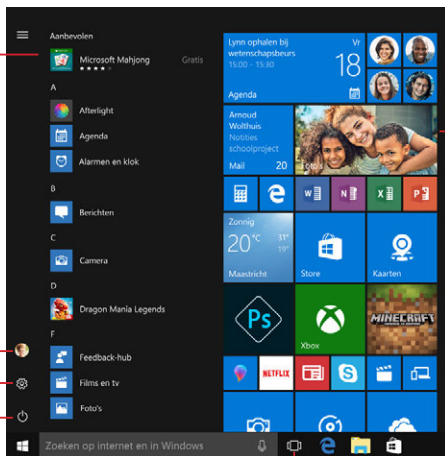 Aanbevolen
Microsoft Mahjong
Gratis
A
Afterlight
Agenda
Alarmen en klok
B
Berichten
C
Camera
D
Dragon Mania Legends
F
Feedback-hub
Films en tv
Foto's
Zoeken op internet en in Windows
Lynn ophalen bij
wetenschapsbeurs
15:00 - 15:30
Vr
18
Agenda
Arnoud
Wolthuis
Notities
schoolproject
Mail 20
Foto's
Zonnig
20°C 31°
19°
Maastricht
Store
Kaarten
Ps
Xbox
MINECRAFT
NETFLIX